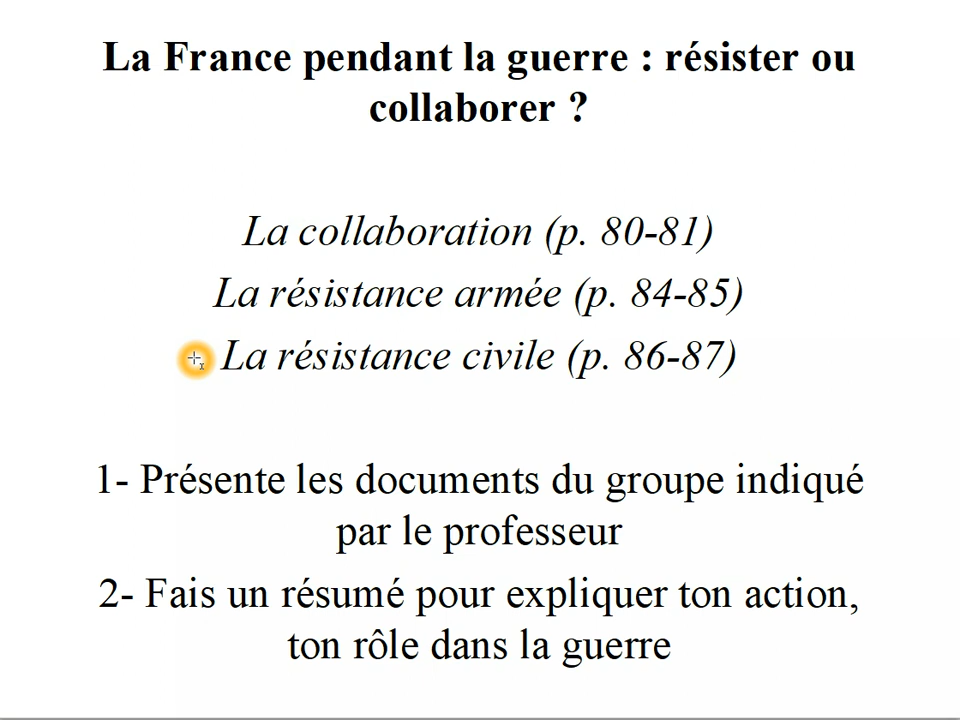 La France pendant la guerre : résister ou
collaborer ?
La collaboration (p. 80-81)
La résistance armée (p. 84-85)
La résistance civile (p. 86-87)
1- Présente les documents du groupe indiqué
par le professeur
2- Fais un résumé pour expliquer ton action,
ton rôle dans la guerre